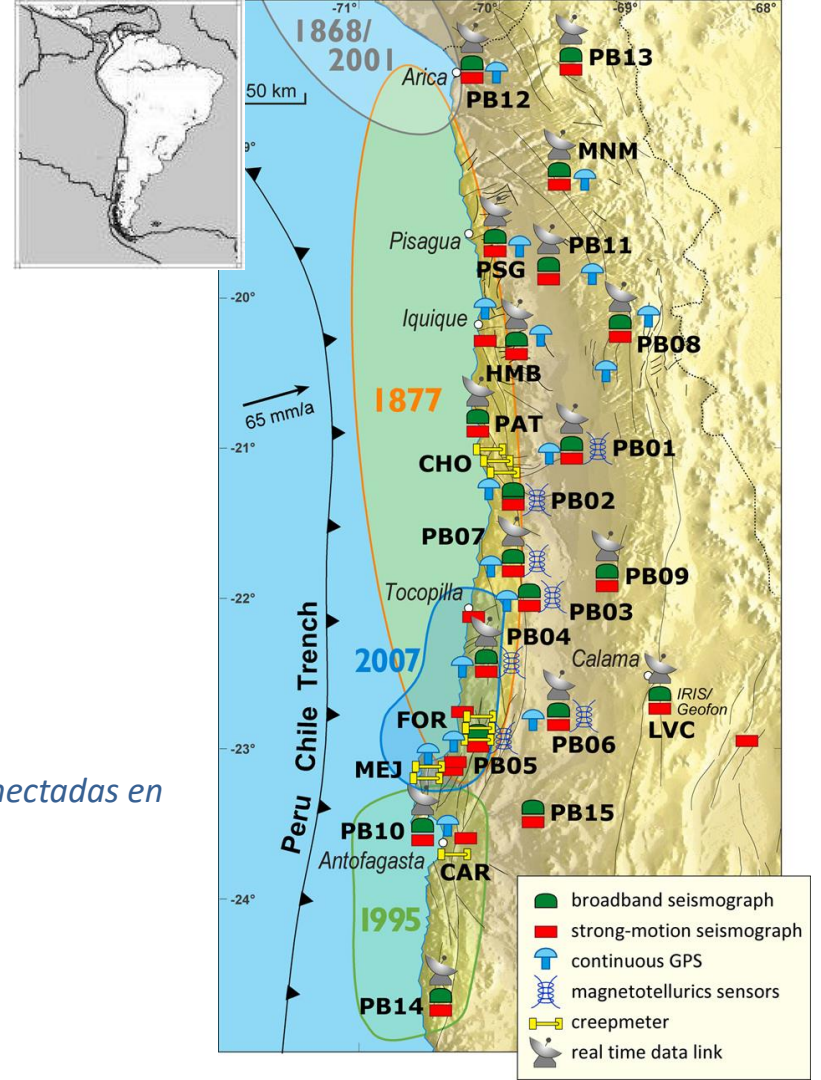 -71°
-70°
-69°
-68°
1868/
2001
Arica
PB12
PB13
50 km
9°
MNM
Pisagua
PSG
PB11
-20°
Iquique
HMB
PB08
65 mm/a
1877
PAT
-21°
CHO
PB01
PB02
PB07
PB09
-22°
Tocopilla
PB03
PB04
2007
Calama
IRIS/
Geofon
LVC
FOR
PB06
-23°
MEJ
PB05
Peru Chile Trench
nectadas en
PB10
PB15
Antofagasta
CAR
-24°
1995
PB14
broadband seismograph
strong-motion seismograph
continuous GPS
magnetotellurics sensors
creepmeter
real time data link